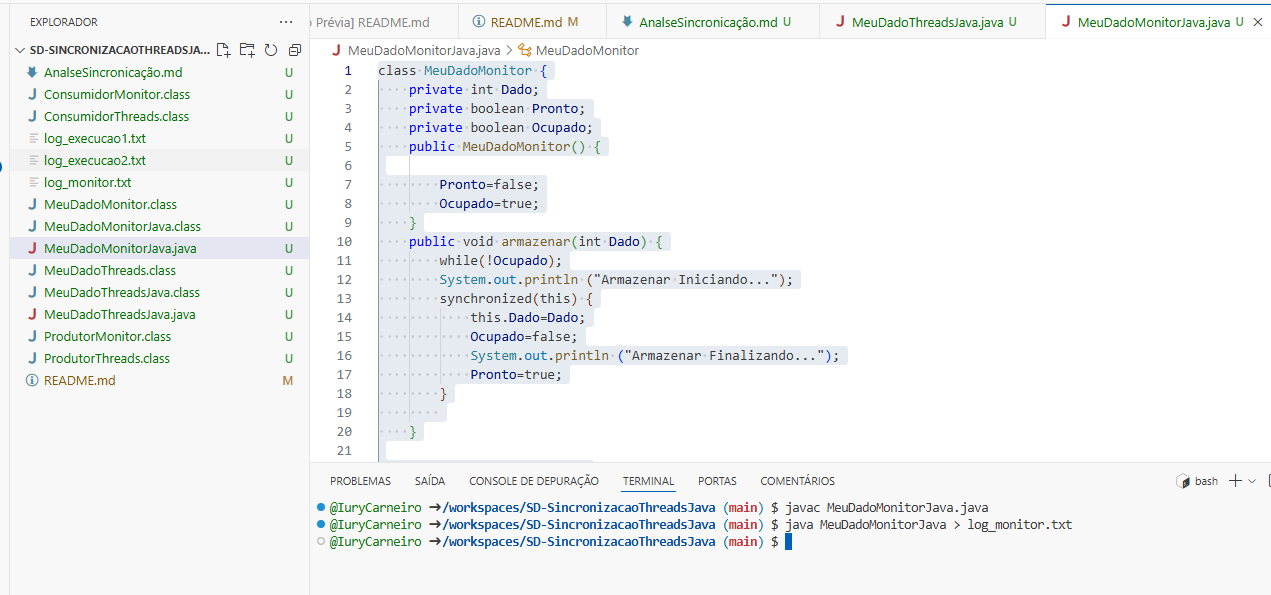 EXPLORADOR ···
SD-SINCRONIZACAOTHREADSJA...
AnalseSincronicação.md U
ConsumidorMonitor.class U
ConsumidorThreads.class U
log_execucao1.txt U
log_execucao2.txt U
log_monitor.txt U
MeuDadoMonitor.class U
MeuDadoMonitorJava.class U
MeuDadoMonitorJava.java U
MeuDadoThreads.class U
MeuDadoThreadsJava.class U
MeuDadoThreadsJava.java U
ProdutorMonitor.class U
ProdutorThreads.class U
README.md M
Prévia] README.md README.md M AnalseSincronicação.md U MeuDadoThreadsJava.java U MeuDadoMonitorJava.java U
MeuDadoMonitorJava.java > MeuDadoMonitor
1 class MeuDadoMonitor {
2 private int Dado;
3 private boolean Pronto;
4 private boolean Ocupado;
5 public MeuDadoMonitor() {
6
7 Pronto=false;
8 Ocupado=true;
9 }
10 public void armazenar(int Dado) {
11 while(!Ocupado);
12 System.out.println ("Armazenar Iniciando...");
13 synchronized(this) {
14 this.Dado=Dado;
15 Ocupado=false;
16 System.out.println ("Armazenar Finalizando...");
17 Pronto=true;
18 }
19
20 }
21
PROBLEMAS SAÍDA CONSOLE DE DEPURAÇÃO TERMINAL PORTAS COMENTÁRIOS bash
@IuryCarneiro ➜/workspaces/SD-SincronizacaoThreadsJava (main) $ javac MeuDadoMonitorJava.java
@IuryCarneiro ➜/workspaces/SD-SincronizacaoThreadsJava (main) $ java MeuDadoMonitorJava > log_monitor.txt
@IuryCarneiro ➜/workspaces/SD-SincronizacaoThreadsJava (main) $